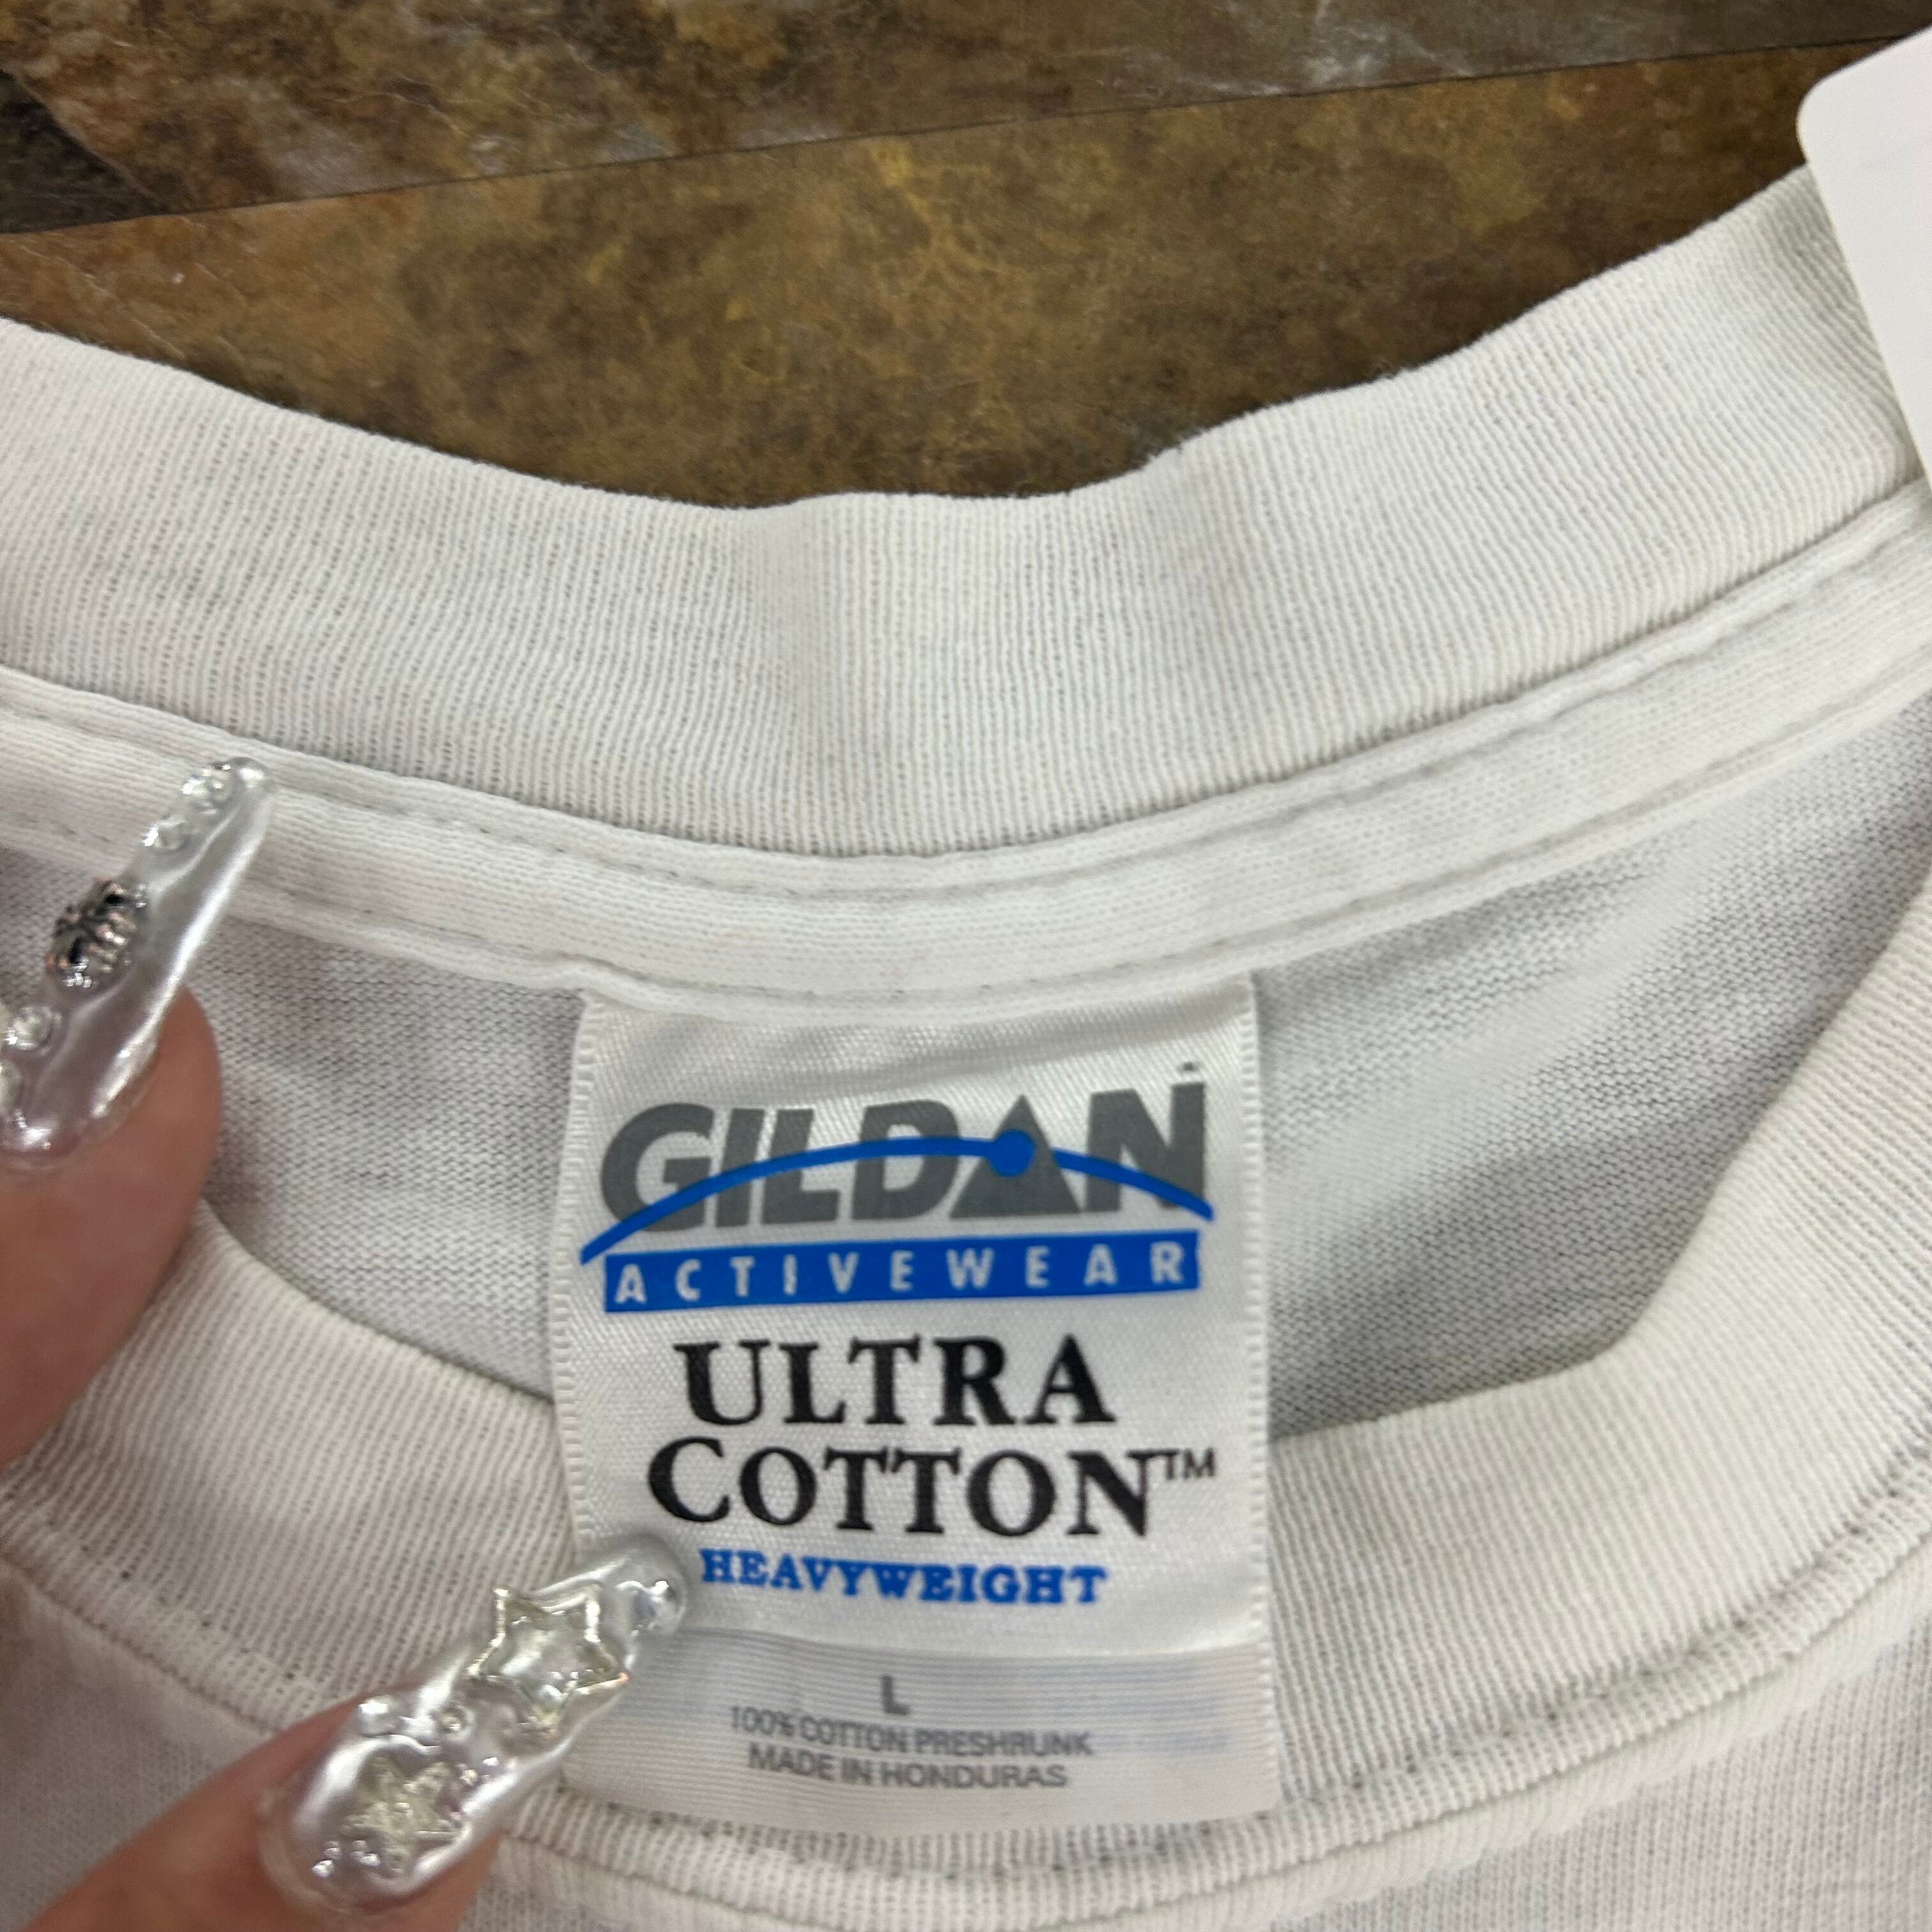 GILDAN
ACTIVEWEAR
ULTRA
COTTON™
HEAVYWEIGHT
L
100% COTTON PRESHRUNK
MADE IN HONDURAS